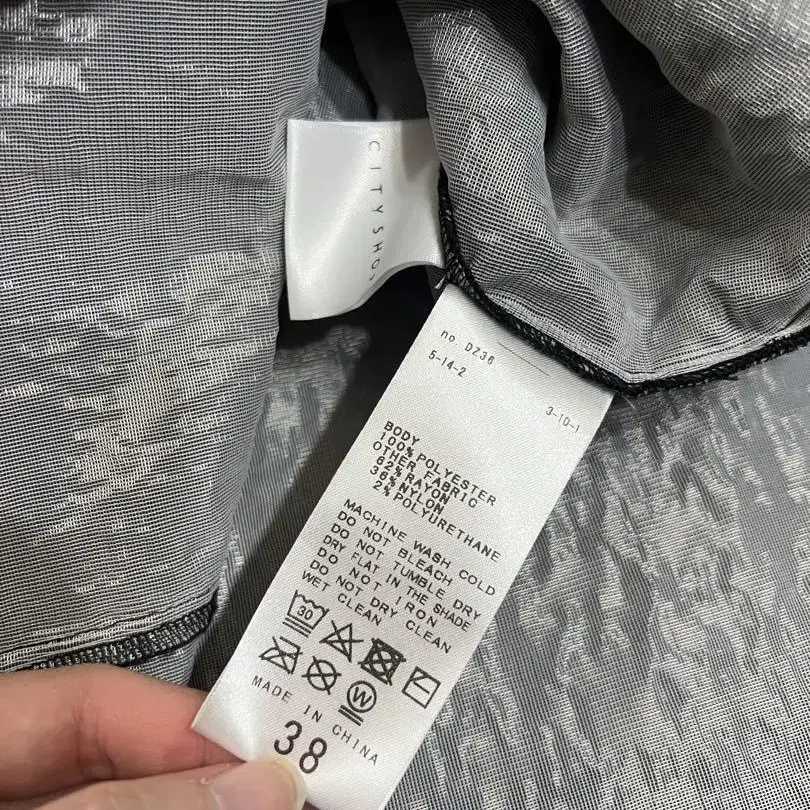 CITYSHO
no DZ36
5-14-2
3-10-1
BODY
100%POLYESTER
OTHER FABRIC
62%RAYON
36%NYLON
2%POLYURETHANE
MACHINE WASH COLD
DO NOT BLEACH
DO NOT TUMBLE DRY
DRY FLAT IN THE SHADE
DO NOT IRON
DO NOT DRY CLEAN
WET CLEAN
30
W
MADE IN CHINA
38